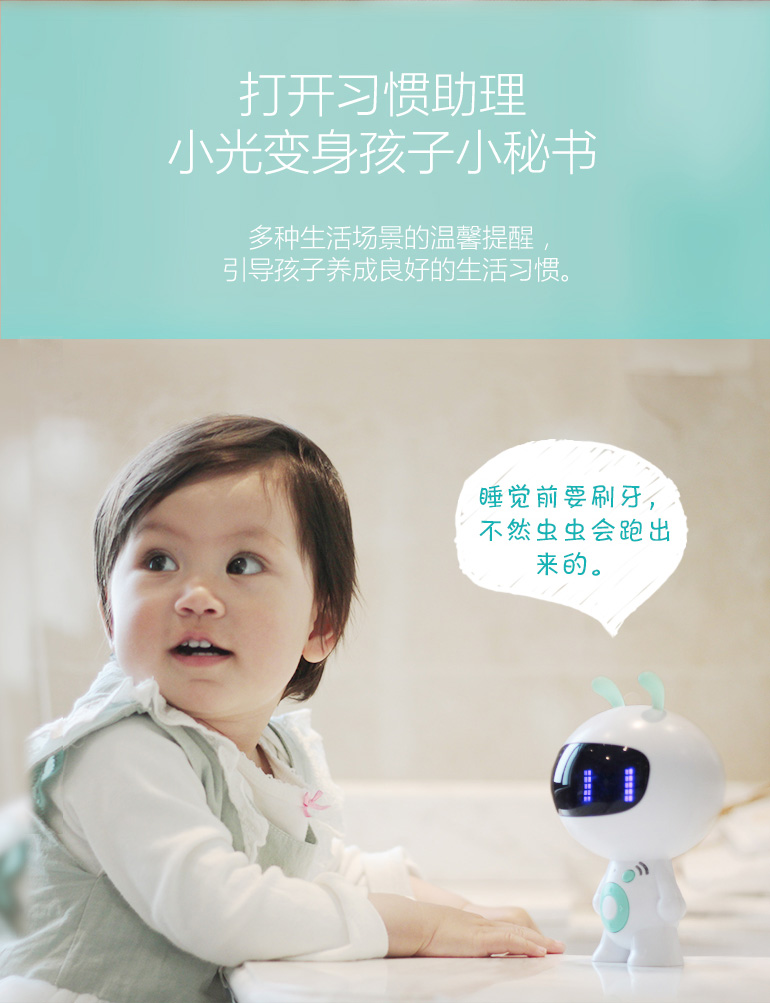 打开习惯助理
小光变身孩子小秘书
多种生活场景的温馨提醒，
引导孩子养成良好的生活习惯。
睡觉前要刷牙，
不然虫虫会跑出
来的。